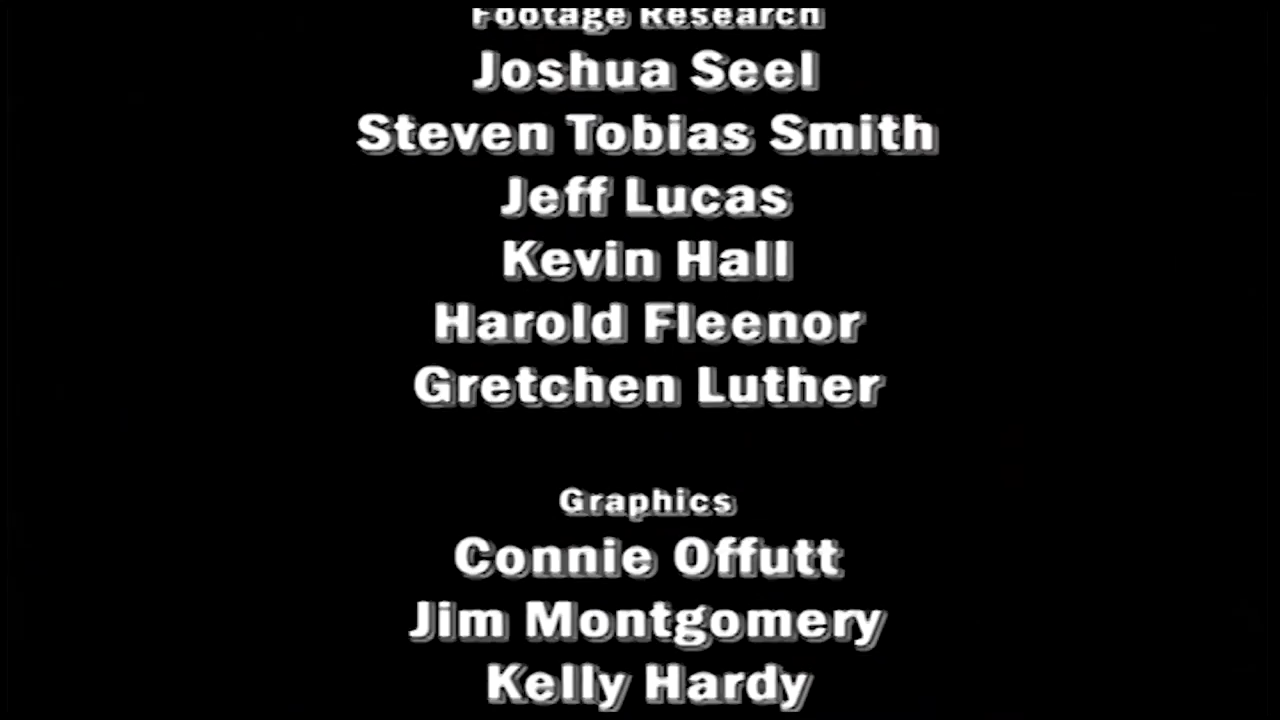 Footage Research
Joshua Seel
Steven Tobias Smith
Jeff Lucas
Kevin Hall
Harold Fleenor
Gretchen Luther
Graphics
Connie Offutt
Jim Montgomery
Kelly Hardy